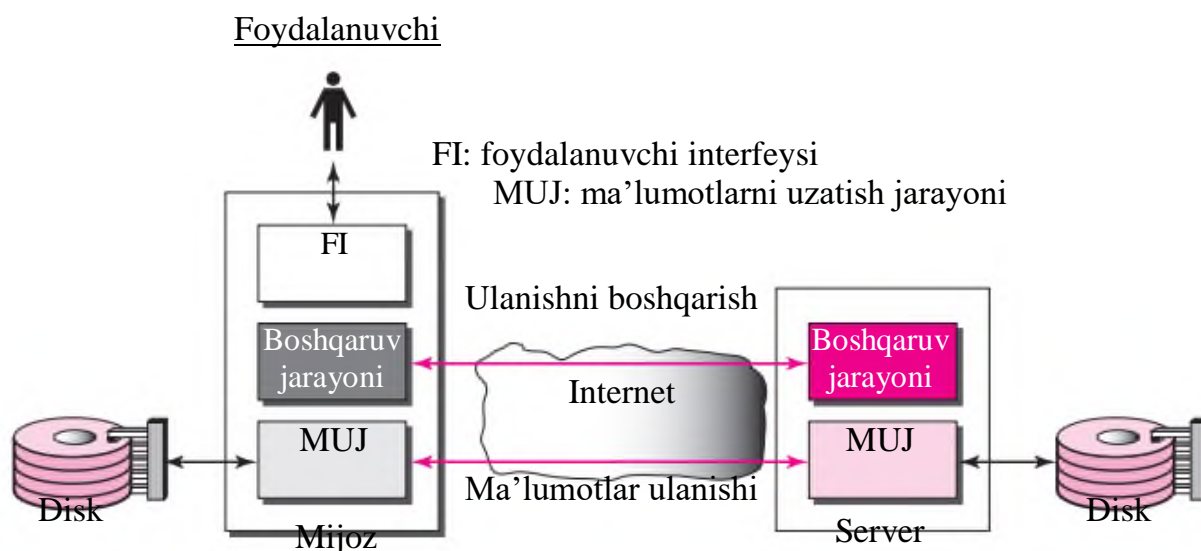 Foydalanuvchi
FI: foydalanuvchi interfeysi
MUJ: ma’lumotlarni uzatish jarayoni
FI
Ulanishni boshqarish
Boshqaruv
jarayoni
Boshqaruv
jarayoni
Internet
MUJ
MUJ
Ma’lumotlar ulanishi
Disk
Mijoz
Server
Disk